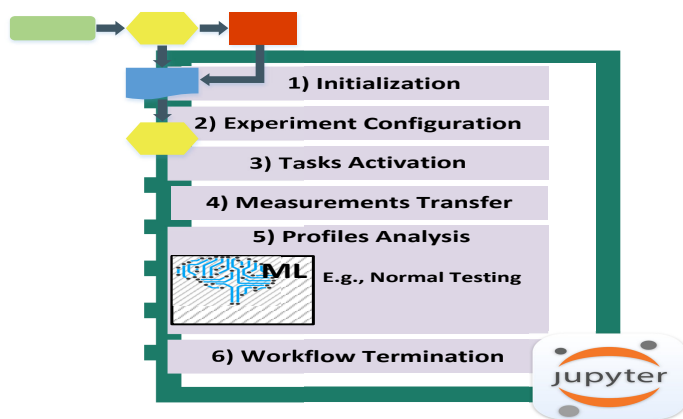 1) Initialization
2) Experiment Configuration
3) Tasks Activation
4) Measurements Transfer
5) Profiles Analysis
ML
E.g., Normal Testing
6) Workflow Termination
jupyter